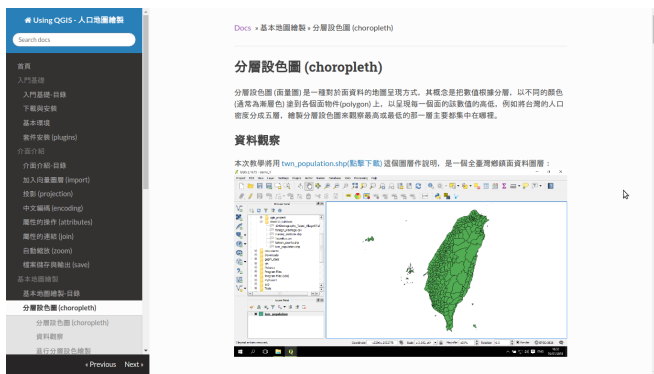 Using QGIS - 人口地圖繪製
Search docs
首頁
入門基礎
入門基礎-目錄
下載與安裝
基本環境
套件安裝 (plugins)
介面介紹
介面介紹-目錄
加入向量圖層 (import)
投影 (projection)
中文編碼 (encoding)
屬性的操作 (attributes)
屬性的連結 (join)
自動縮放 (zoom)
檔案儲存與輸出 (save)
基本地圖繪製
基本地圖繪製-目錄
分層設色圖 (choropleth)
分層設色圖 (choropleth)
資料觀察
進行分層設色繪製
« Previous Next »
Docs » 基本地圖繪製 » 分層設色圖 (choropleth)
分層設色圖 (choropleth)
分層設色圖 (面量圖) 是一種對於面資料的地圖呈現方式，其概念是把數值根據分層，以不同的顏色
(通常為漸層色) 塗到各個面物件(polygon) 上，以呈現每一個面的該數值的高低，例如將台灣的人口
密度分成五層，繪製分層設色圖來觀察最高或最低的那一層主要都集中在哪裡。
資料觀察
本次教學將用 twn_population.shp(點擊下載) 這個圖層作說明，是一個全臺灣鄉鎮面資料圖層：
twn_population